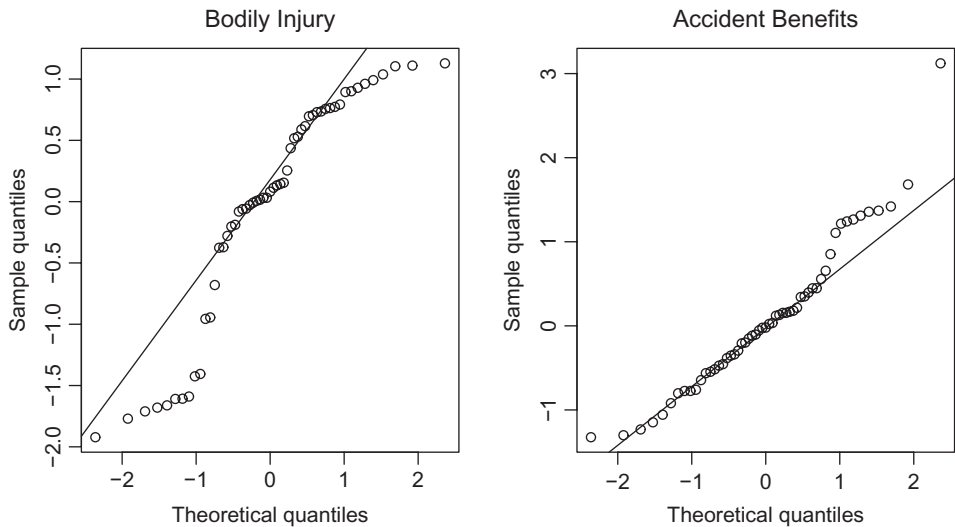 Bodily Injury
Sample quantiles
1.0
0.5
0.0
−0.5
−1.0
−1.5
−2.0
−2 −1 0 1 2
Theoretical quantiles
Accident Benefits
Sample quantiles
3
2
1
0
−1
−2 −1 0 1 2
Theoretical quantiles